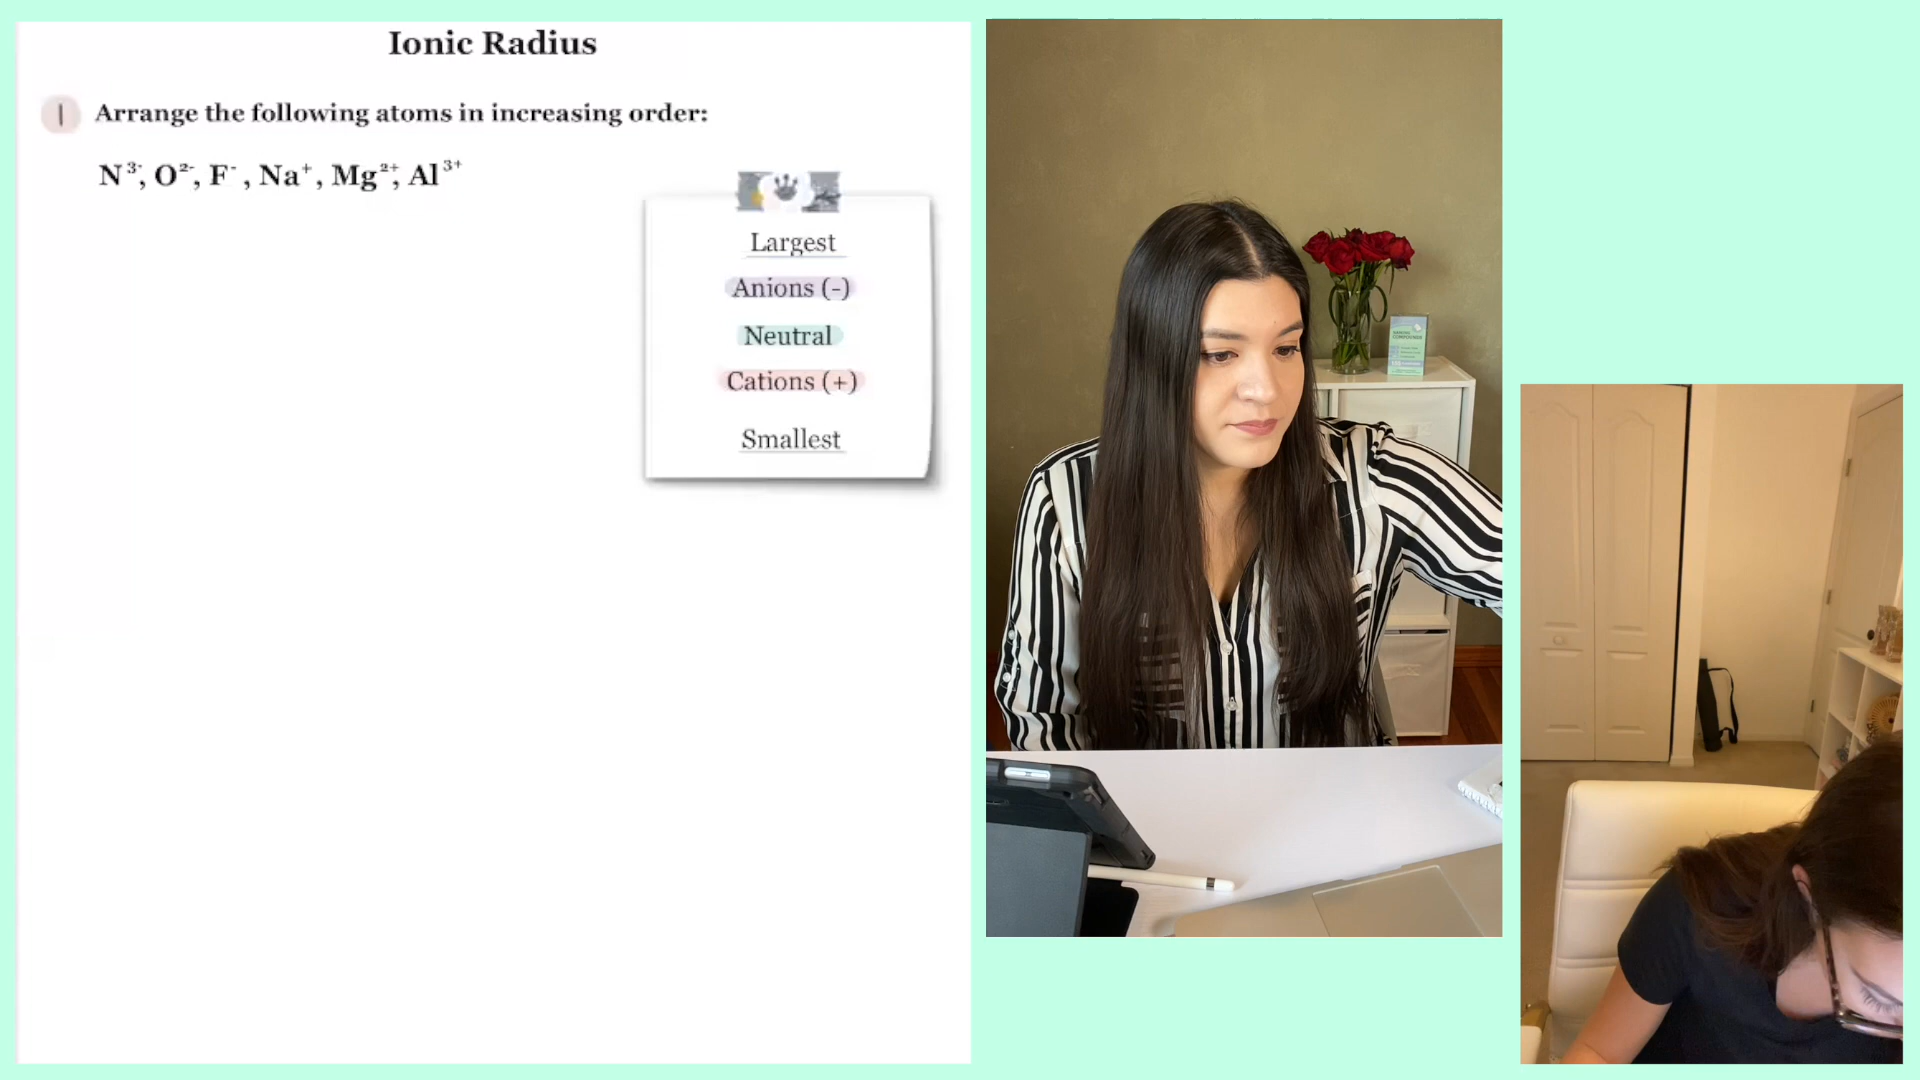 Ionic Radius
1 Arrange the following atoms in increasing order:
N³⁻, O²⁻, F⁻, Na⁺, Mg²⁺, Al³⁺
Largest
Anions (-)
Neutral
Cations (+)
Smallest
COMPOUNDS